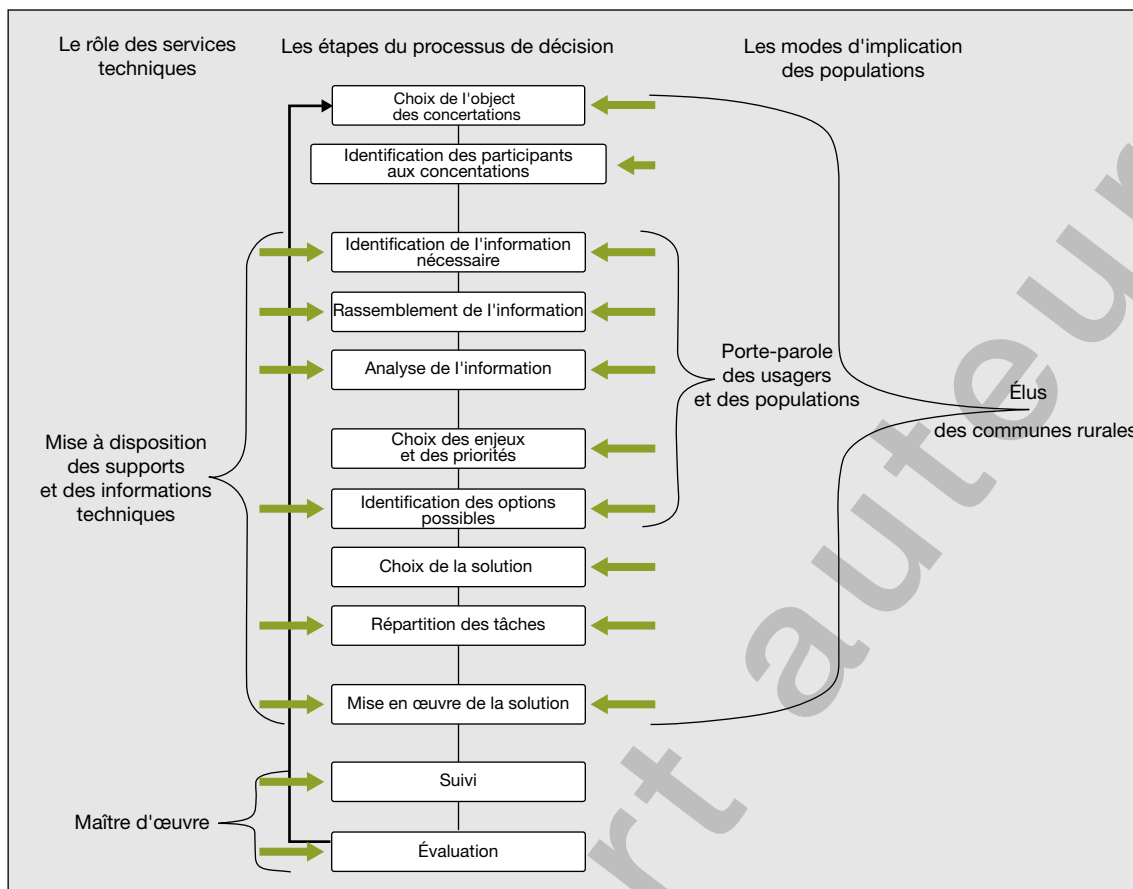 Le rôle des services
techniques
Les étapes du processus de décision
Les modes d'implication
des populations
Choix de l'object
des concertations
Identification des participants
aux concentations
Identification de l'information
nécessaire
Rassemblement de l'information
Analyse de l'information
Choix des enjeux
et des priorités
Identification des options
possibles
Choix de la solution
Répartition des tâches
Mise en œuvre de la solution
Suivi
Évaluation
Mise à disposition
des supports
et des informations
techniques
Maître d'œuvre
Porte-parole
des usagers
et des populations
Élus
des communes rurales
rt auteur